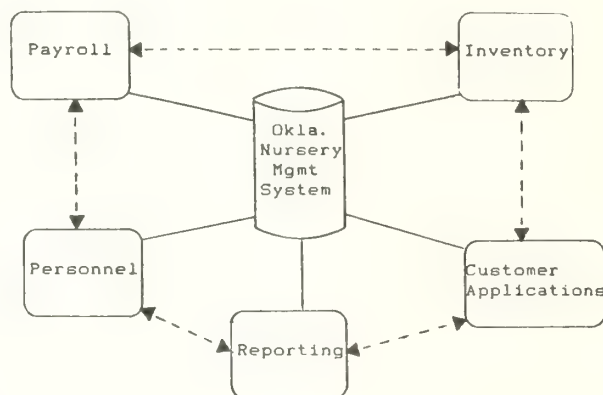 Payroll
Inventory
Okla.
Nursery
Mgmt
System
Personnel
Customer
Applications
Reporting